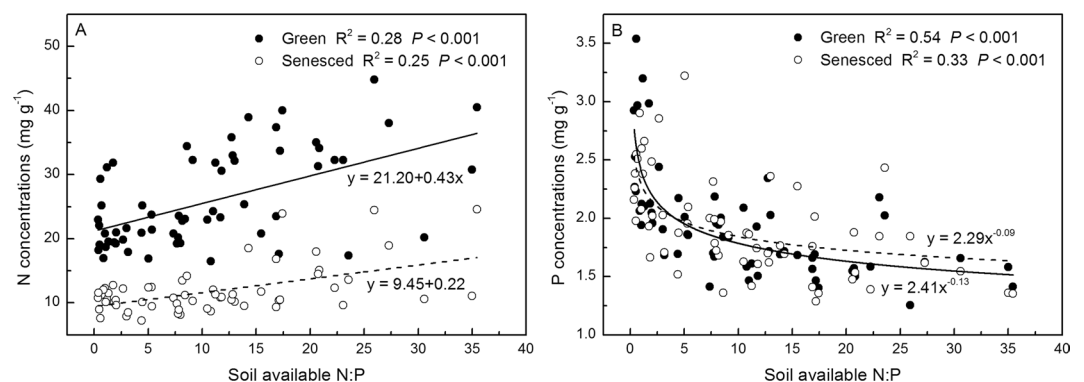 A
Green R² = 0.28 P < 0.001
Senesced R² = 0.25 P < 0.001
N concentrations (mg g⁻¹)
50
40
30
20
10
y = 21.20+0.43x
y = 9.45+0.22
0 5 10 15 20 25 30 35 40
Soil available N:P
B
Green R² = 0.54 P < 0.001
Senesced R² = 0.33 P < 0.001
P concentrations (mg g⁻¹)
3.5
3.0
2.5
2.0
1.5
1.0
y = 2.29x⁻⁰·⁰⁹
y = 2.41x⁻⁰·¹³
0 5 10 15 20 25 30 35 40
Soil available N:P